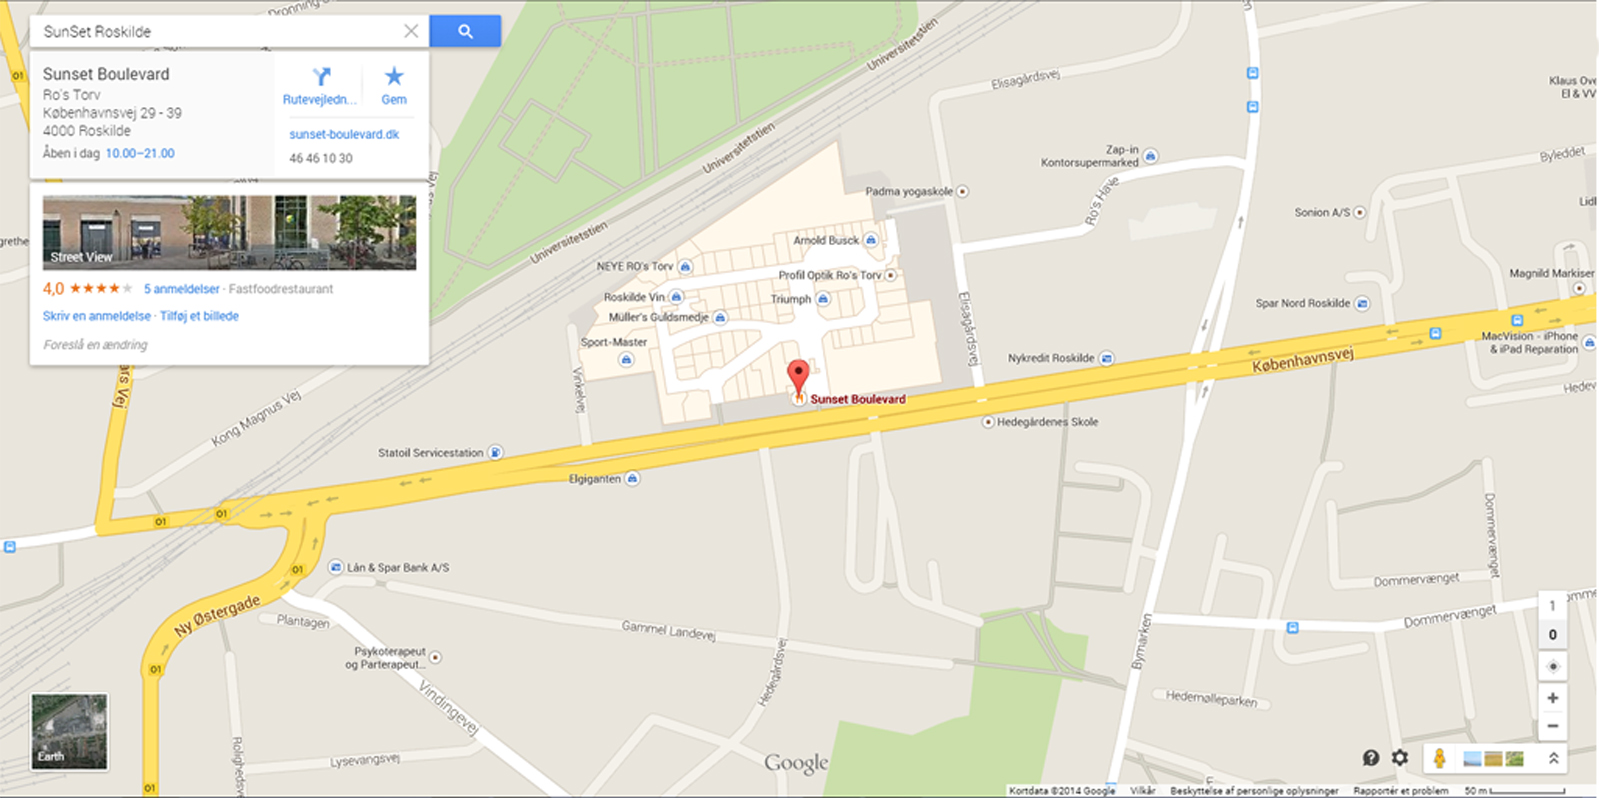 SunSet Roskilde
Sunset Boulevard
Ro's Torv
Københavnsvej 29 - 39
4000 Roskilde
Åben i dag 10.00–21.00
Rutevejledn...
Gem
sunset-boulevard.dk
46 46 10 30
Street View
4,0
5 anmeldelser · Fastfoodrestaurant
Skriv en anmeldelse · Tilføj et billede
Foreslå en ændring
01
Dronning
Universitetstien
Universitetstien
Universitetstien
Elisagårdsvej
Klaus Ove
El & VV
Zap-in
Kontorsupermarked
Byleddet
Padma yogaskole
Ro's Have
Sonion A/S
Lidl
Arnold Busck
NEYE RO's Torv
Profil Optik Ro's Torv
Magnild Markiser
Roskilde Vin
Triumph
Spar Nord Roskilde
Müller's Guldsmedje
Elisagårdsvej
Sport-Master
MacVision - iPhone
& iPad Reparation
Nykredit Roskilde
Københavnsvej
Vinkelvej
Sunset Boulevard
Hedev
ars Vej
Kong Magnus Vej
Hedegårdenes Skole
Statoil Servicestation
Elgiganten
01
01
Dommervænget
Lån & Spar Bank A/S
01
Dommervænget
Ny Østergade
Plantagen
Gammel Landevej
Dommervænget
Bymarken
Psykoterapeut
og Parterapeut...
01
Hedegårdsvej
Vindingevej
Hedemølleparken
Lysevangsvej
Rolighedsv
01
Earth
Google
1
0
+
−
Kortdata ©2014 Google Vilkår Beskyttelse af personlige oplysninger Rapportér et problem 50 m